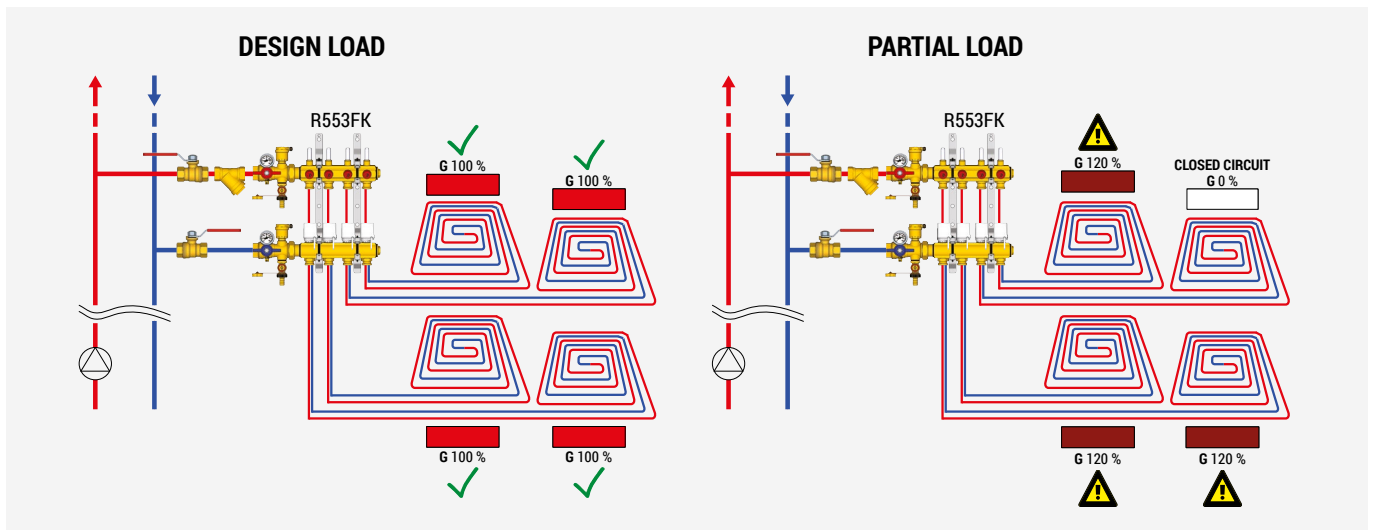 DESIGN LOAD
R553FK
G 100 %
G 100 %
G 100 %
G 100 %
PARTIAL LOAD
R553FK
G 120 %
CLOSED CIRCUIT
G 0 %
G 120 %
G 120 %